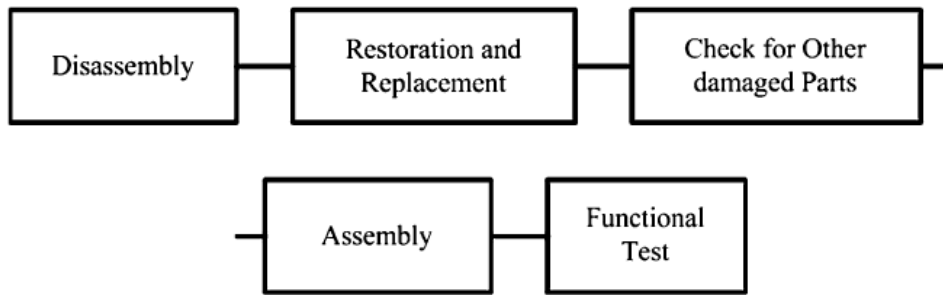 Disassembly
Restoration and
Replacement
Check for Other
damaged Parts
Assembly
Functional
Test